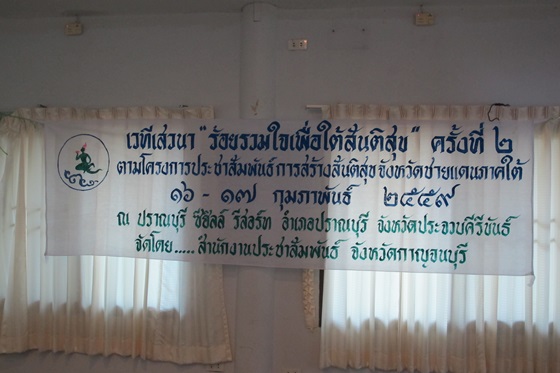 เวทีเสวนา "ร้อยรวมใจเพื่อใต้สันติสุข" ครั้งที่ ๒
ตามโครงการประชาสัมพันธ์การสร้างสันติสุขจังหวัดชายแดนภาคใต้
๑๖ - ๑๗ กุมภาพันธ์ ๒๕๕๙
ณ ปราณบุรี ซีฮิลล์ รีสอร์ท อำเภอปราณบุรี จังหวัดประจวบคีรีขันธ์
จัดโดย.....สำนักงานประชาสัมพันธ์ จังหวัดกาญจนบุรี